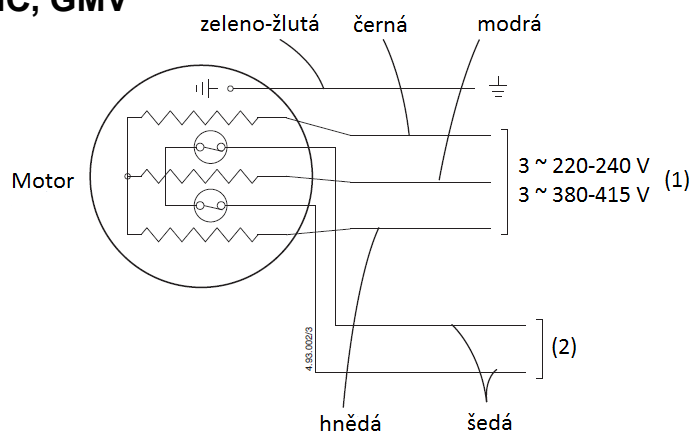 IC, GMV
zeleno-žlutá černá modrá
Motor
3 ~ 220-240 V
3 ~ 380-415 V
(1)
4.93.002/3
(2)
hnědá šedá